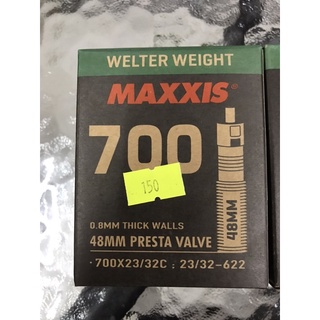 WELTER WEIGHT
MAXXIS®
700
150
48MM
0.8MM THICK WALLS
48MM PRESTA VALVE
·700X23/32C ; 23/32-622